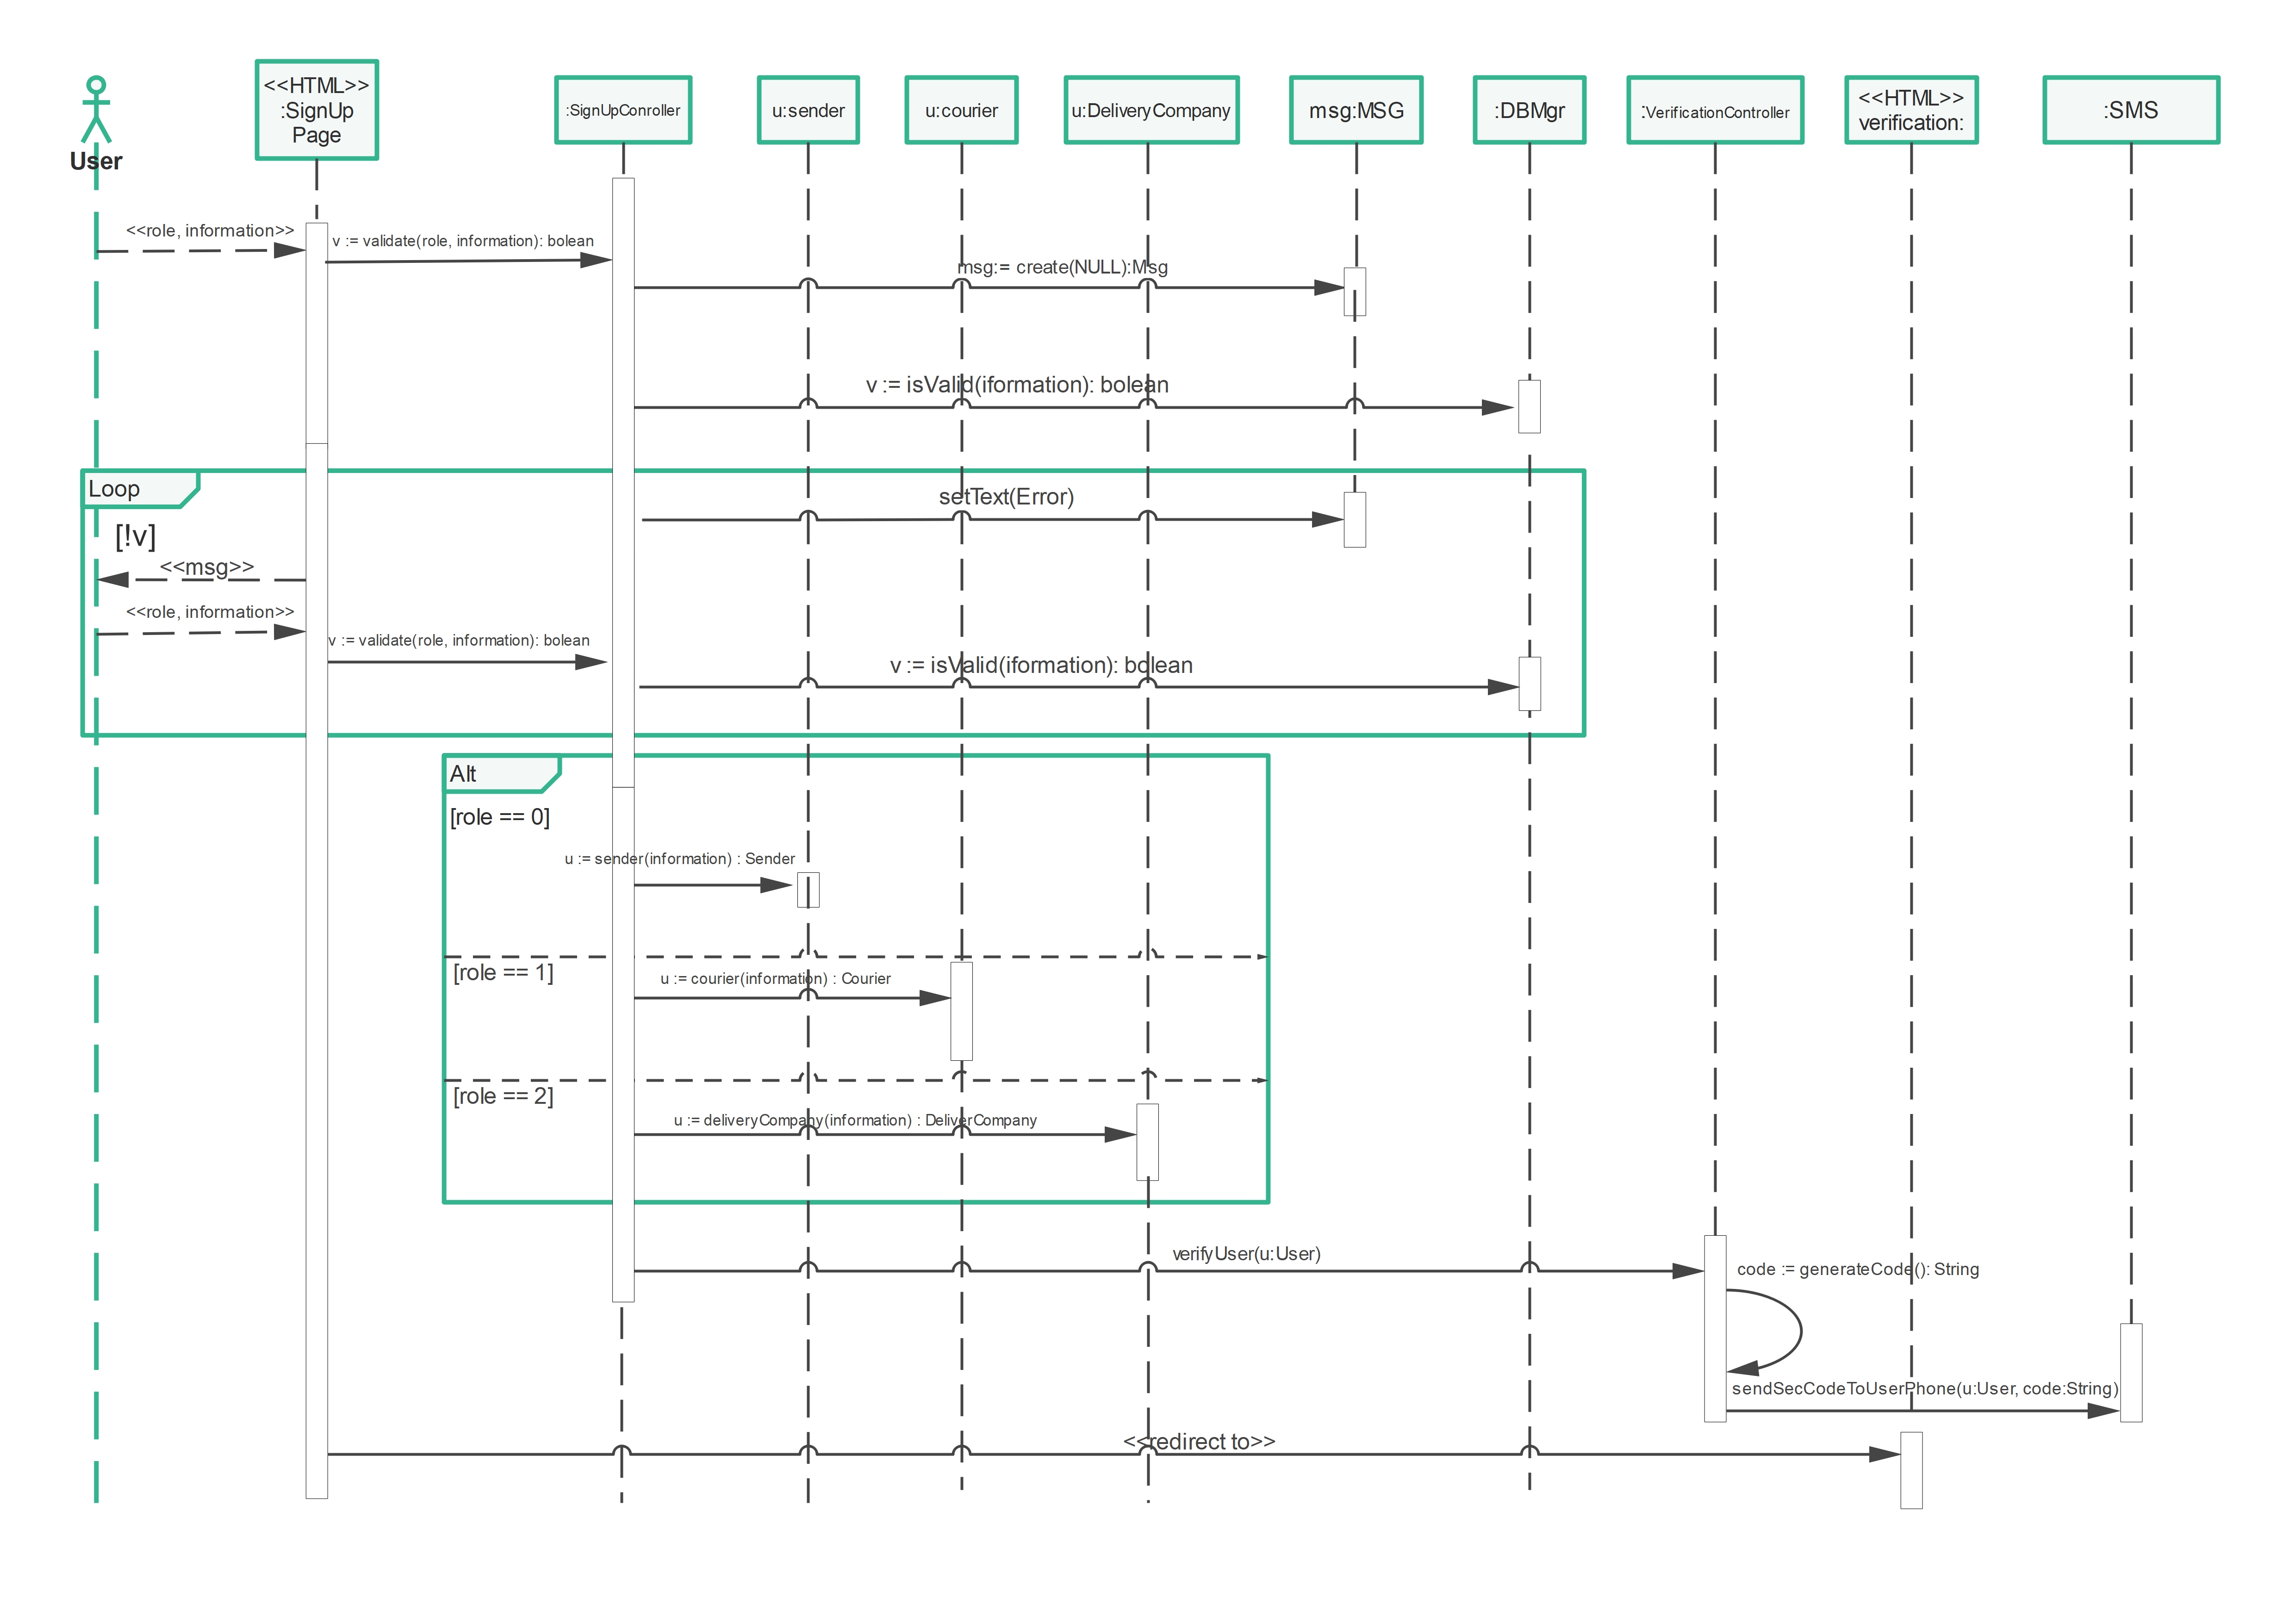 User
<<HTML>>
:SignUp
Page
:SignUpConroller
u:sender
u:courier
u:DeliveryCompany
msg:MSG
:DBMgr
:VerificationController
<<HTML>>
verification:
:SMS
<<role, information>>
v := validate(role, information): bolean
msg:= create(NULL):Msg
v := isValid(iformation): bolean
Loop
[!v]
setText(Error)
<<msg>>
<<role, information>>
v := validate(role, information): bolean
v := isValid(iformation): bolean
Alt
[role == 0]
u := sender(information) : Sender
[role == 1]
u := courier(information) : Courier
[role == 2]
u := deliveryCompany(information) : DeliverCompany
verifyUser(u:User)
code := generateCode(): String
sendSecCodeToUserPhone(u:User, code:String)
<<redirect to>>